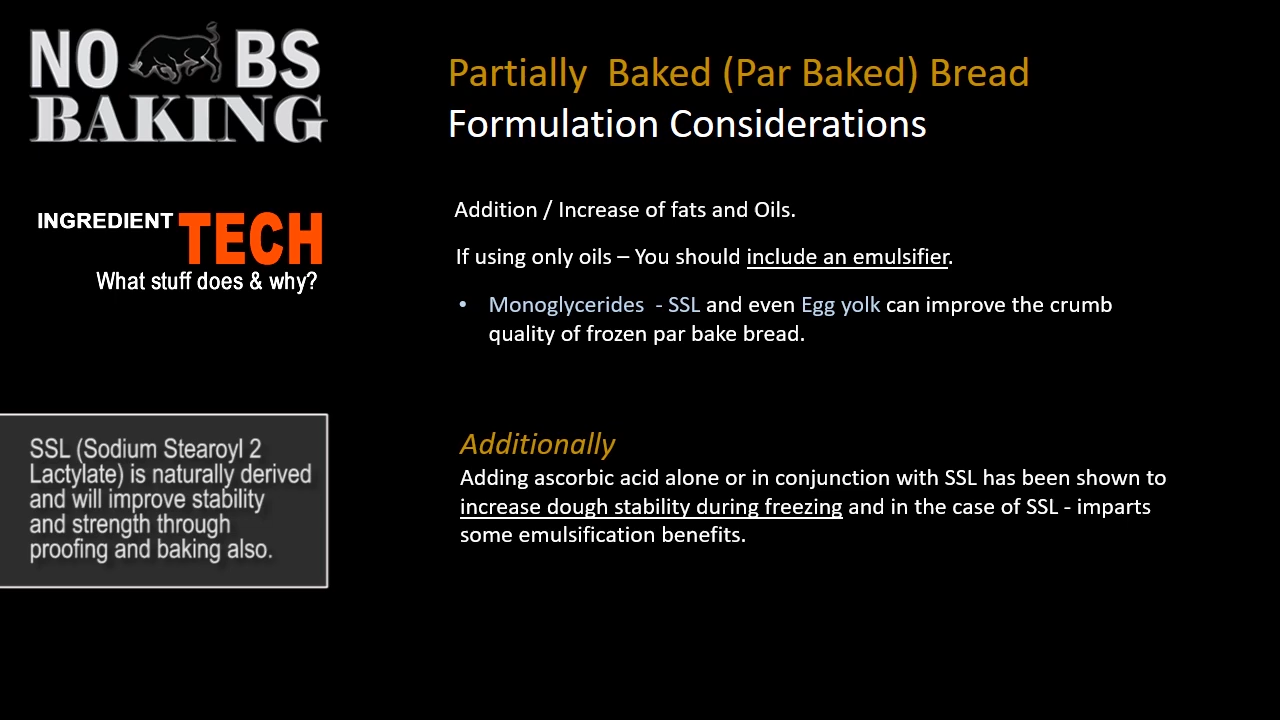 NO BS
BAKING
Partially  Baked (Par Baked) Bread
Formulation Considerations
INGREDIENT TECH
What stuff does & why?
Addition / Increase of fats and Oils.
If using only oils – You should include an emulsifier.
• Monoglycerides  - SSL and even Egg yolk can improve the crumb
quality of frozen par bake bread.
SSL (Sodium Stearoyl 2
Lactylate) is naturally derived
and will improve stability
and strength through
proofing and baking also.
Additionally
Adding ascorbic acid alone or in conjunction with SSL has been shown to
increase dough stability during freezing and in the case of SSL - imparts
some emulsification benefits.